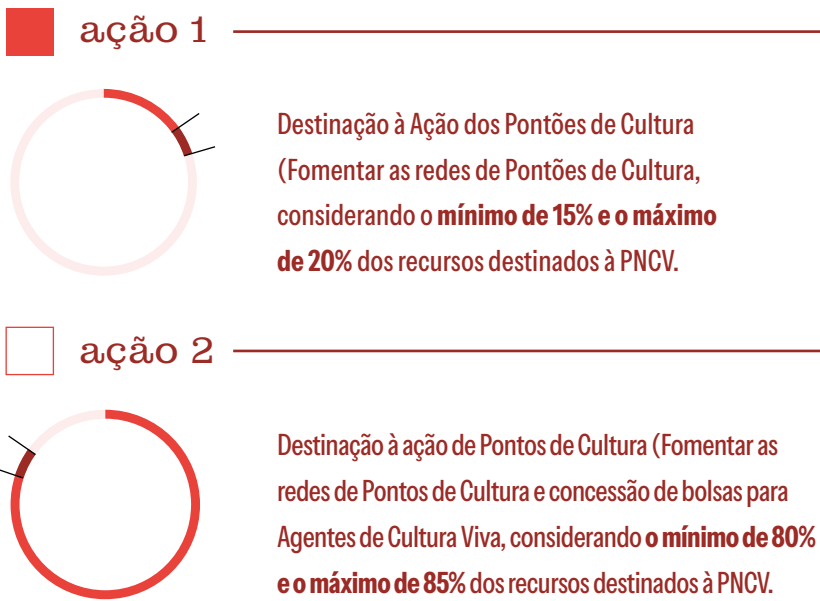 ação 1
Destinação à Ação dos Pontões de Cultura
(Fomentar as redes de Pontões de Cultura,
considerando o mínimo de 15% e o máximo
de 20% dos recursos destinados à PNCV.
ação 2
Destinação à ação de Pontos de Cultura (Fomentar as
redes de Pontos de Cultura e concessão de bolsas para
Agentes de Cultura Viva, considerando o mínimo de 80%
e o máximo de 85% dos recursos destinados à PNCV.